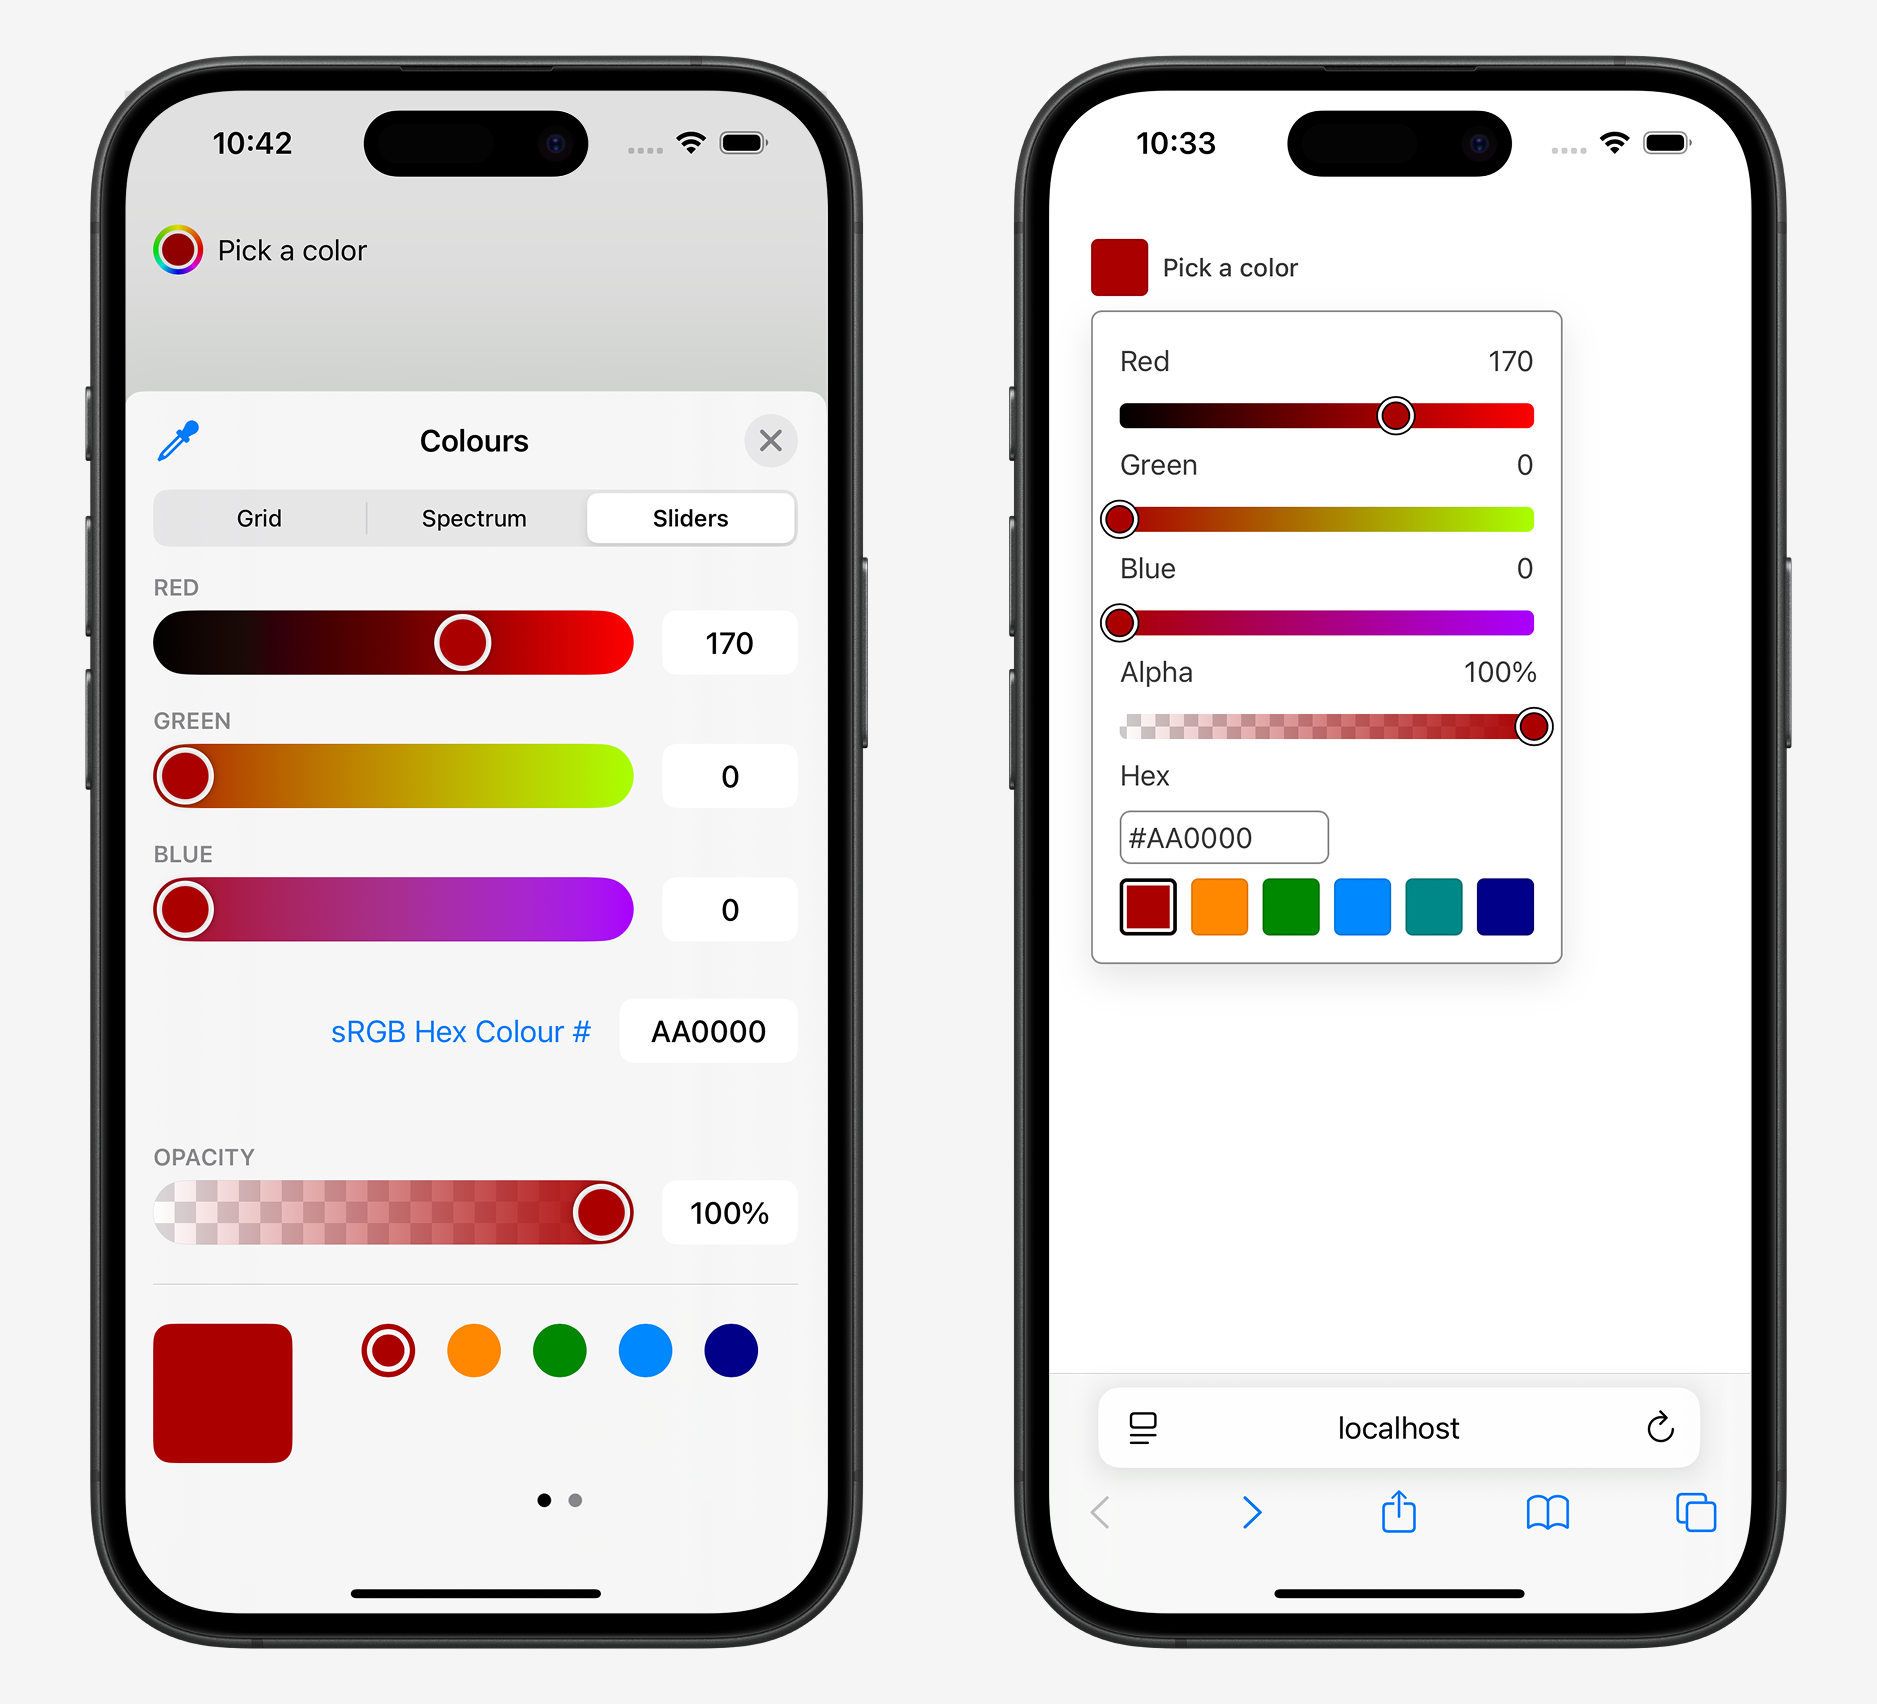 10:42
Pick a color
Colours
Grid Spectrum Sliders
RED
170
GREEN
0
BLUE
0
sRGB Hex Colour # AA0000
OPACITY
100%
10:33
Pick a color
Red 170
Green 0
Blue 0
Alpha 100%
Hex
#AA0000
localhost